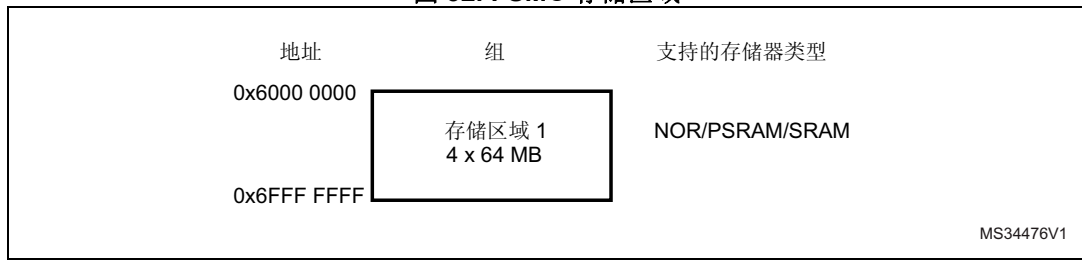 地址 组 支持的存储器类型
0x6000 0000
存储区域 1 NOR/PSRAM/SRAM
4 x 64 MB
0x6FFF FFFF
MS34476V1